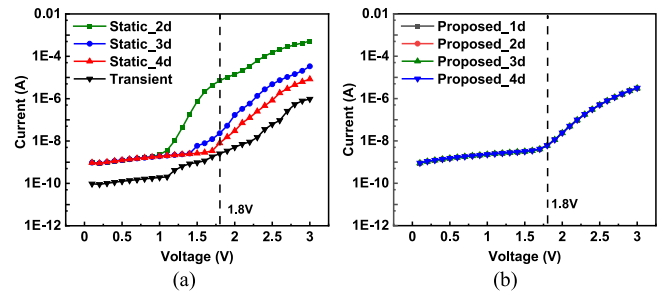 0.01
1E-4
1E-6
1E-8
1E-10
1E-12
Current (A)
Static_2d
Static_3d
Static_4d
Transient
1.8V
0
0.5
1
1.5
2
2.5
3
Voltage (V)
(a)
0.01
1E-4
1E-6
1E-8
1E-10
1E-12
Current (A)
Proposed_1d
Proposed_2d
Proposed_3d
Proposed_4d
1.8V
0
0.5
1
1.5
2
2.5
3
Voltage (V)
(b)